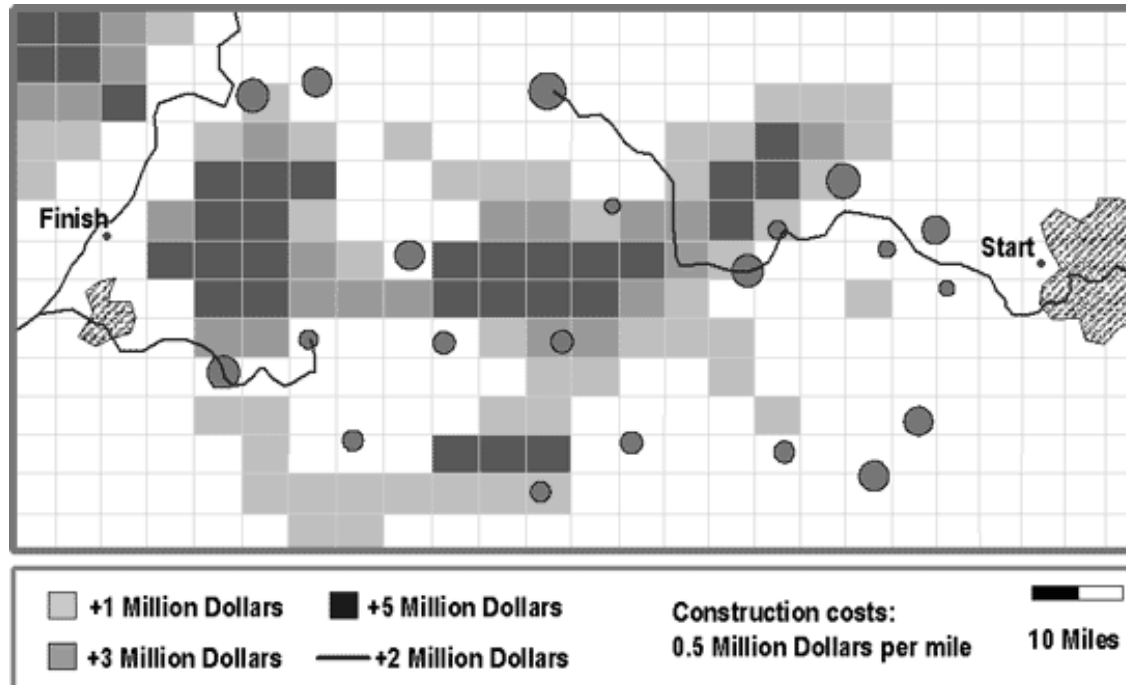 Finish
Start
+1 Million Dollars
+5 Million Dollars
Construction costs:
0.5 Million Dollars per mile
10 Miles
+3 Million Dollars
+2 Million Dollars